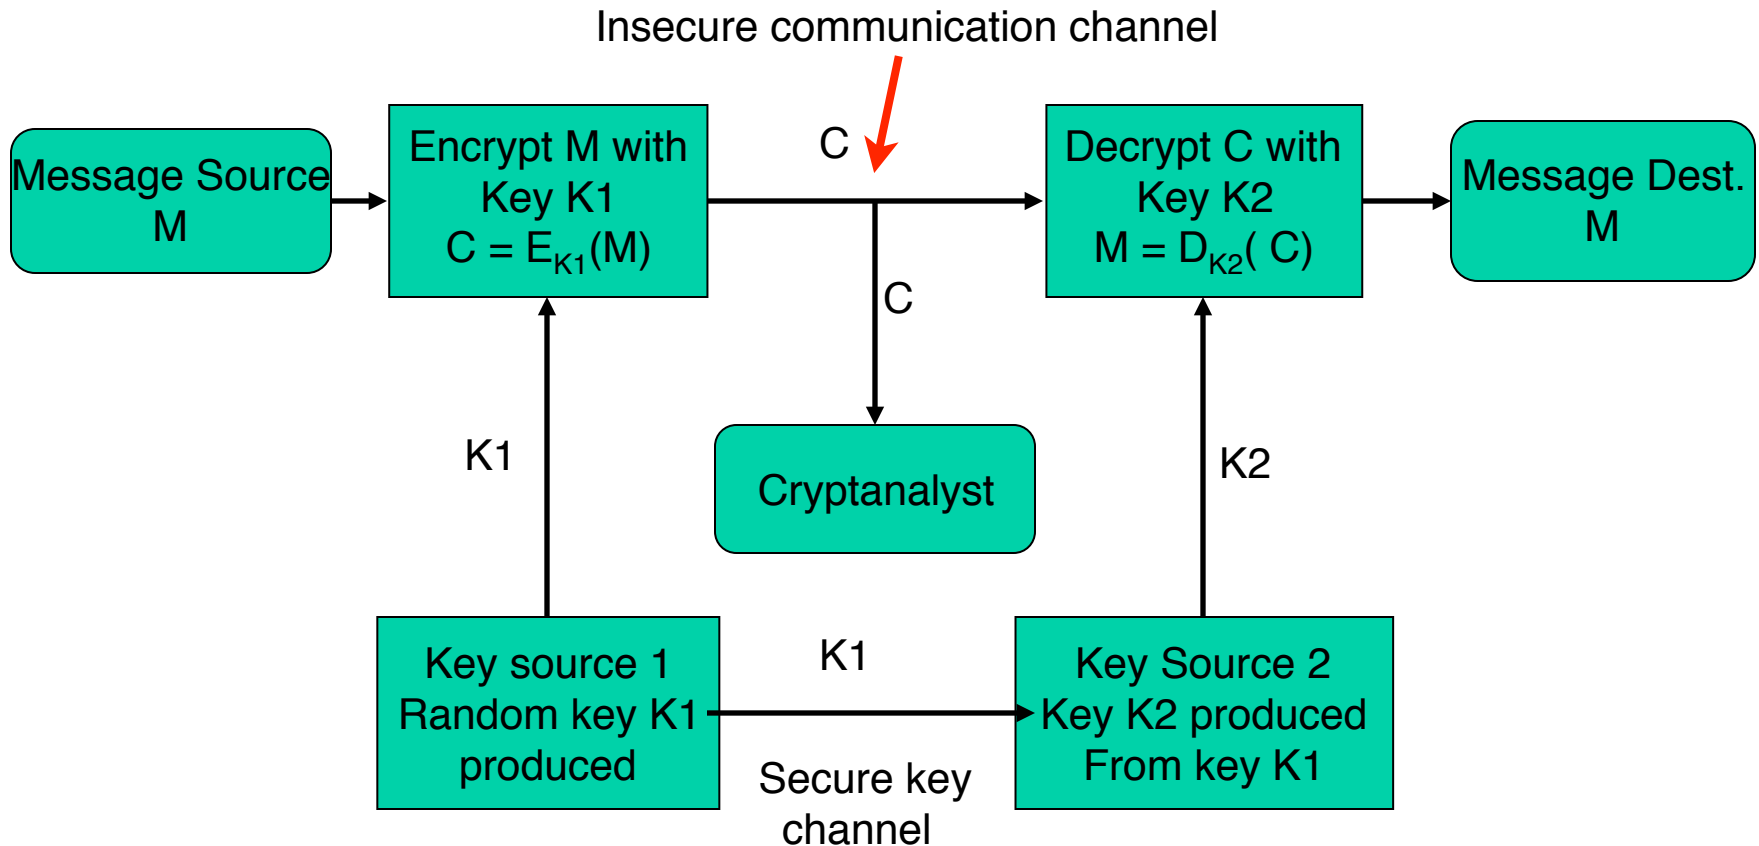 Insecure communication channel
Message Source
M
Encrypt M with
Key K1
C = E_K1(M)
C
Decrypt C with
Key K2
M = D_K2( C)
Message Dest.
M
C
K1
Cryptanalyst
K2
Key source 1
Random key K1
produced
K1
Secure key
channel
Key Source 2
Key K2 produced
From key K1